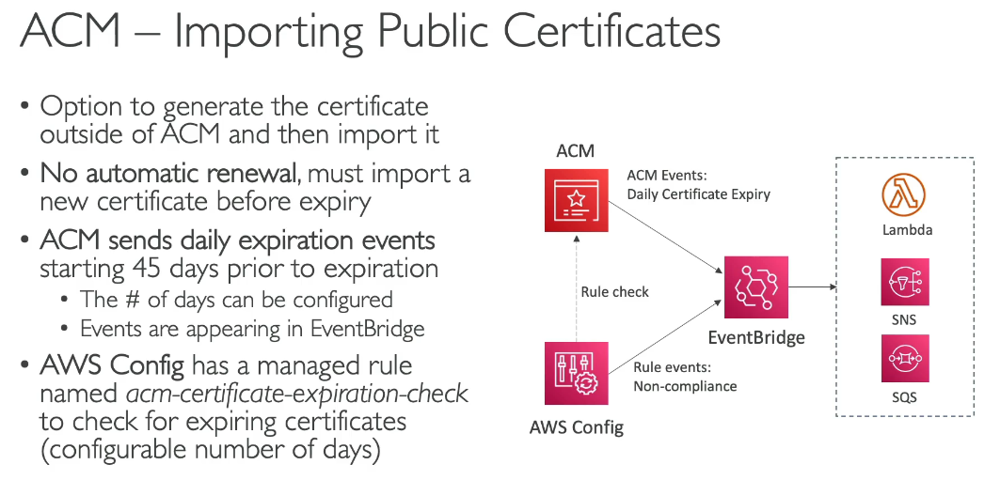 ACM – Importing Public Certificates
• Option to generate the certificate
outside of ACM and then import it
• No automatic renewal, must import a
new certificate before expiry
• ACM sends daily expiration events
starting 45 days prior to expiration
• The # of days can be configured
• Events are appearing in EventBridge
• AWS Config has a managed rule
named acm-certificate-expiration-check
to check for expiring certificates
(configurable number of days)
ACM
ACM Events:
Daily Certificate Expiry
Rule check
EventBridge
Rule events:
Non-compliance
AWS Config
Lambda
SNS
SQS